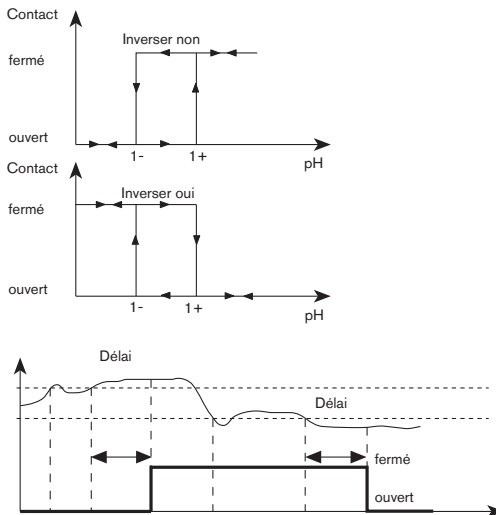 Contact
Inverser non
fermé
ouvert
1- 1+
pH
Contact
Inverser oui
fermé
ouvert
1- 1+
pH
Délai
Délai
fermé
ouvert